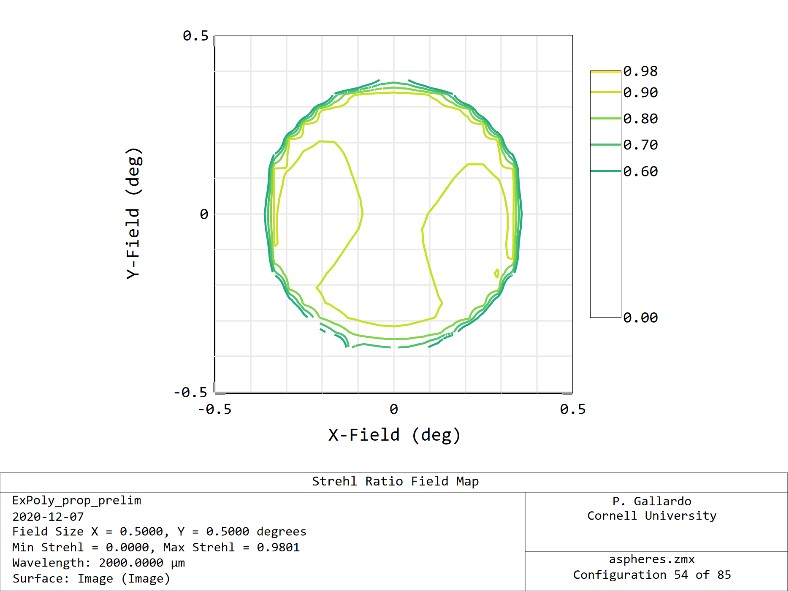 0.5
0
-0.5
Y-Field (deg)
-0.5
0
0.5
X-Field (deg)
0.98
0.90
0.80
0.70
0.60
0.00
Strehl Ratio Field Map
ExPoly_prop_prelim
2020-12-07
Field Size X = 0.5000, Y = 0.5000 degrees
Min Strehl = 0.0000, Max Strehl = 0.9801
Wavelength: 2000.0000 µm
Surface: Image (Image)
P. Gallardo
Cornell University
aspheres.zmx
Configuration 54 of 85